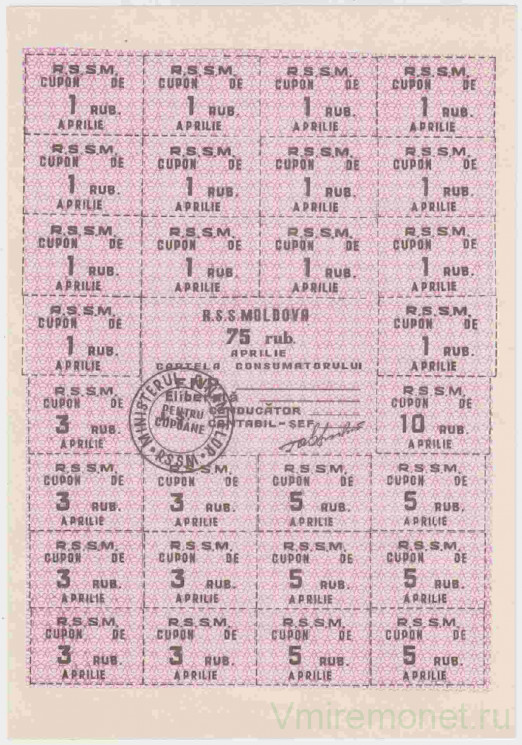 R.S.S.M. R.S.S.M. R.S.S.M. R.S.S.M.
CUPON DE CUPON DE CUPON DE CUPON DE
1 RUB. 1 RUB. 1 RUB. 1 RUB.
APRILIE APRILIE APRILIE APRILIE
R.S.S.M. R.S.S.M. R.S.S.M. R.S.S.M.
CUPON DE CUPON DE CUPON DE CUPON DE
1 RUB. 1 RUB. 1 RUB. 1 RUB.
APRILIE APRILIE APRILIE APRILIE
R.S.S.M. R.S.S.M. R.S.S.M. R.S.S.M.
CUPON DE CUPON DE CUPON DE CUPON DE
1 RUB. 1 RUB. 1 RUB. 1 RUB.
APRILIE APRILIE APRILIE APRILIE
R.S.S.M.
CUPON DE
1 RUB.
APRILIE
R.S.S.MOLDOVA
75 rub.
APRILIE
CARTELA CONSUMATORULUI
R.S.S.M.
CUPON DE
1 RUB.
APRILIE
R.S.S.M.
CUPON DE
3 RUB.
APRILIE
MINISTERUL FINANȚELOR
RSSM
PENTRU
CUPOANE
R.S.S.M.
CUPON DE
10 RUB.
APRILIE
R.S.S.M. S.M. R.S.S.M. R.S.S.M.
CUPON DE CUPON DE CUPON DE CUPON DE
3 RUB. 3 RUB. 5 RUB. 5 RUB.
APRILIE APRILIE APRILIE APRILIE
R.S.S.M. R.S.S.M. R.S.S.M. R.S.S.M.
CUPON DE CUPON DE CUPON DE CUPON DE
3 RUB. 3 RUB. 5 RUB. 5 RUB.
APRILIE APRILIE APRILIE APRILIE
R.S.S.M. R.S.S.M. R.S.S.M. R.S.S.M.
CUPON DE CUPON DE CUPON DE CUPON DE
3 RUB. 3 RUB. 5 RUB. 5 RUB.
APRILIE APRILIE APRILIE APRILIE
Vmiremonet.ru